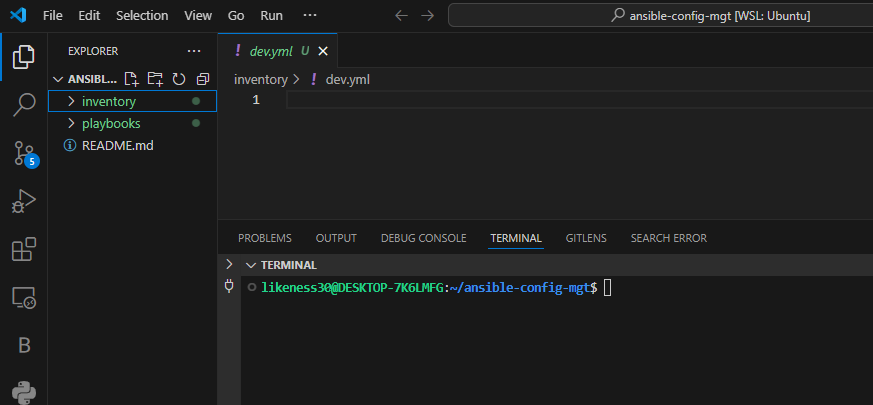 File Edit Selection View Go Run ··· ansible-config-mgt [WSL: Ubuntu]
EXPLORER ···
ANSIBL...
inventory
playbooks
README.md
5
B
! dev.yml U
inventory > ! dev.yml
1
PROBLEMS OUTPUT DEBUG CONSOLE TERMINAL GITLENS SEARCH ERROR
TERMINAL
likeness30@DESKTOP-7K6LMFG:~/ansible-config-mgt$